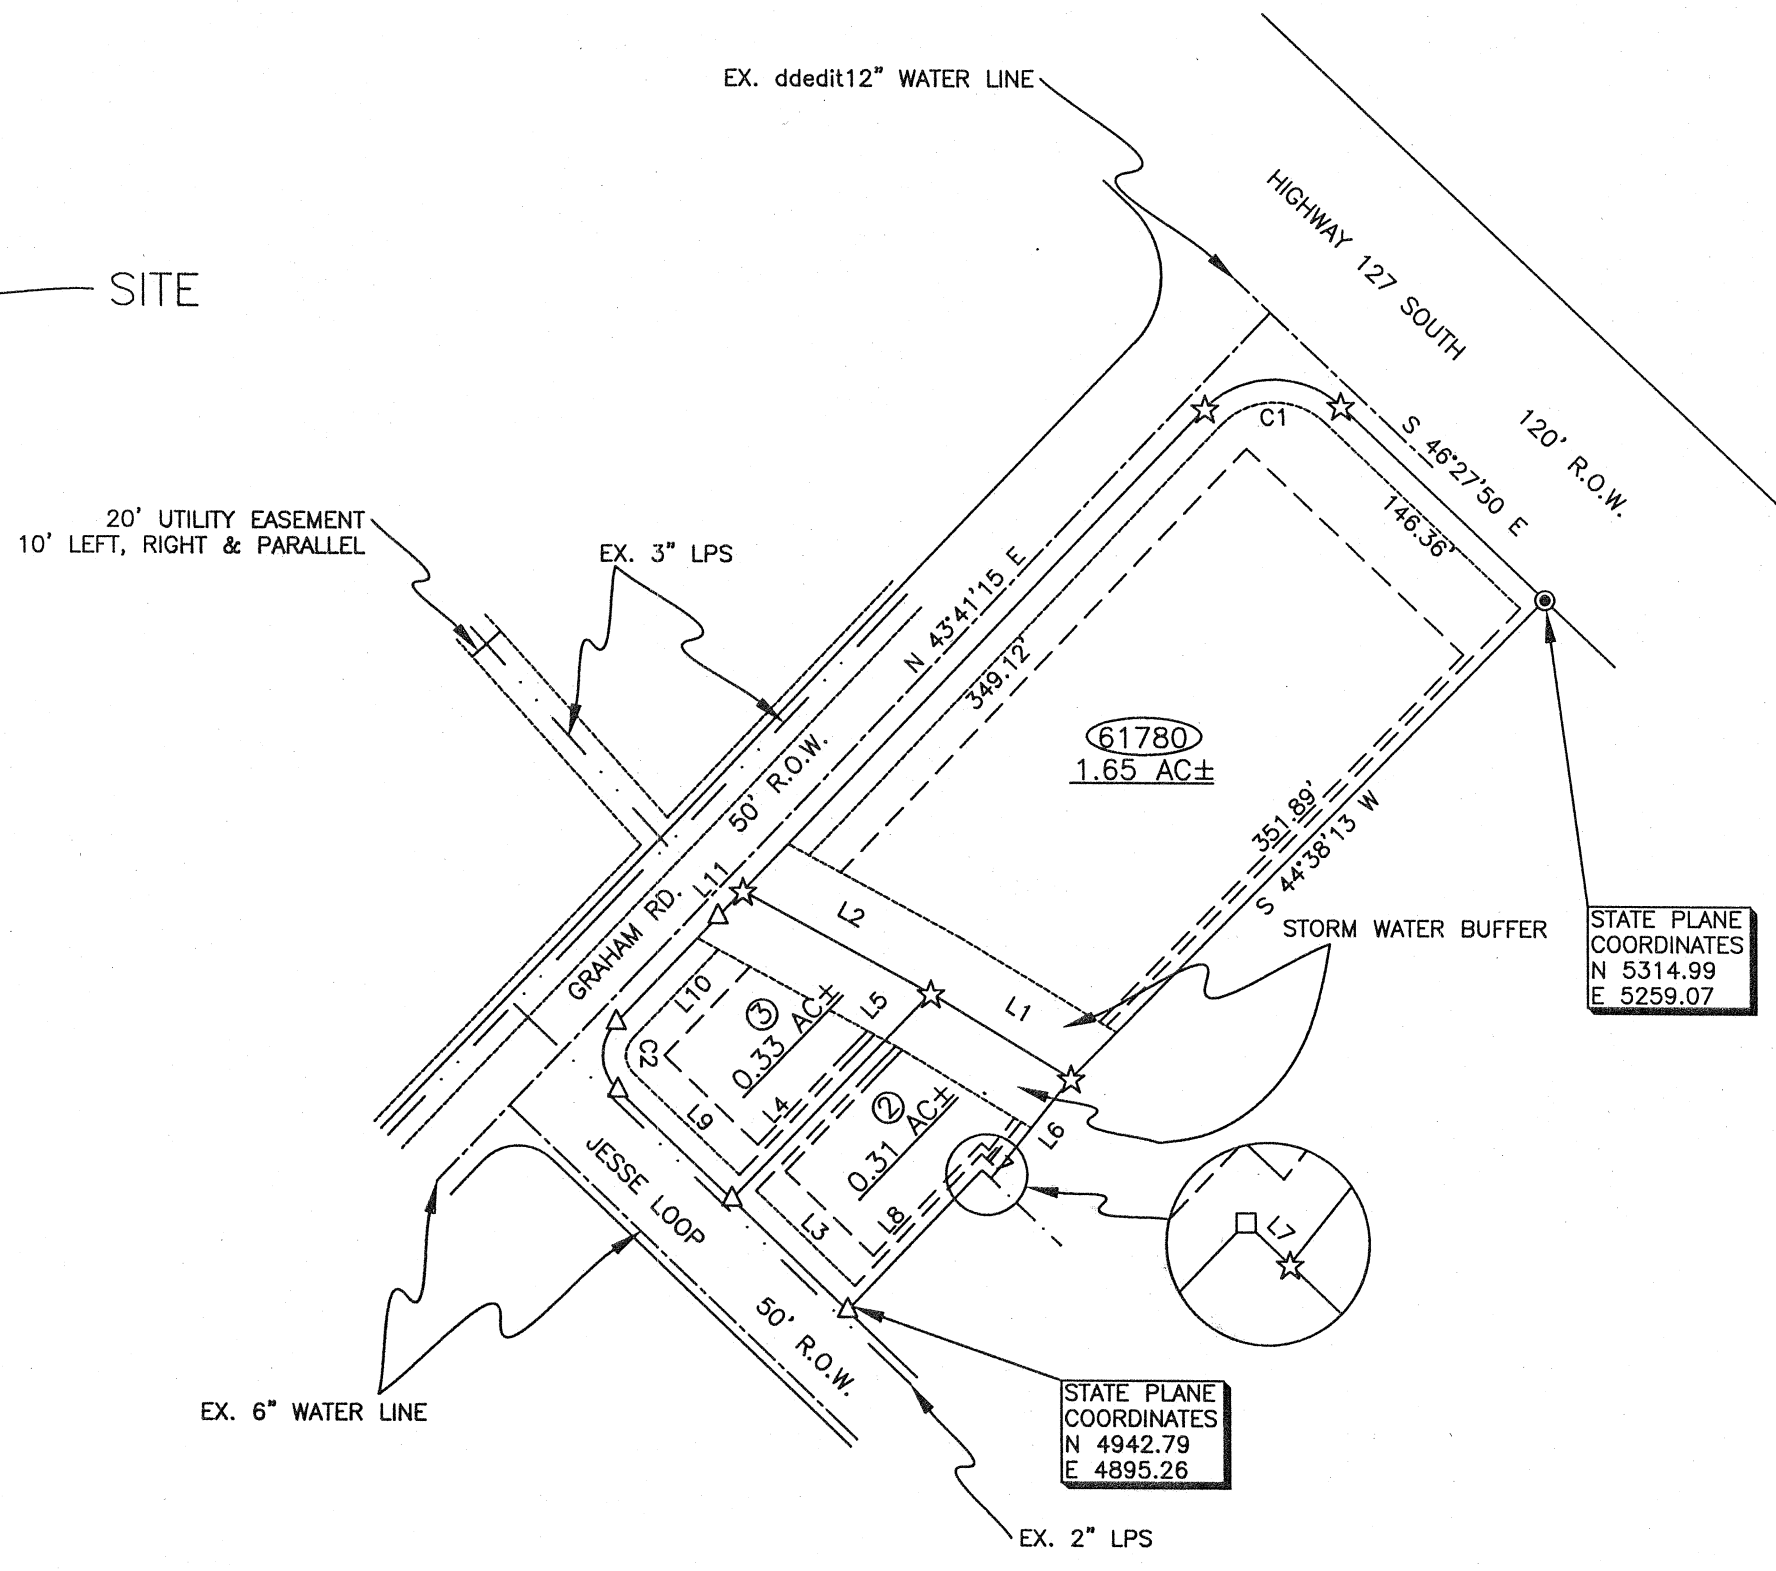 EX. ddedit12" WATER LINE
HIGHWAY 127 SOUTH
120' R.O.W.
SITE
C1
S 46°27'50 E
146.36'
20' UTILITY EASEMENT
10' LEFT, RIGHT & PARALLEL
EX. 3" LPS
N 43°41'15 E
349.12'
61780
1.65 AC±
50' R.O.W.
351.89'
S 44°38'13 W
GRAHAM RD.
L11
L2
STORM WATER BUFFER
STATE PLANE
COORDINATES
N 5314.99
E 5259.07
L10
3
0.33 AC±
L5
L1
C2
L9
L4
2
0.31 AC±
L6
L7
JESSE LOOP
L3
L8
L7
50' R.O.W.
EX. 6" WATER LINE
STATE PLANE
COORDINATES
N 4942.79
E 4895.26
EX. 2" LPS